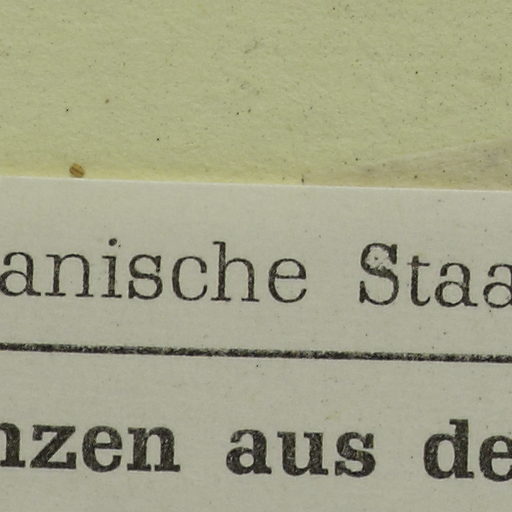 anische Staa
nzen aus de